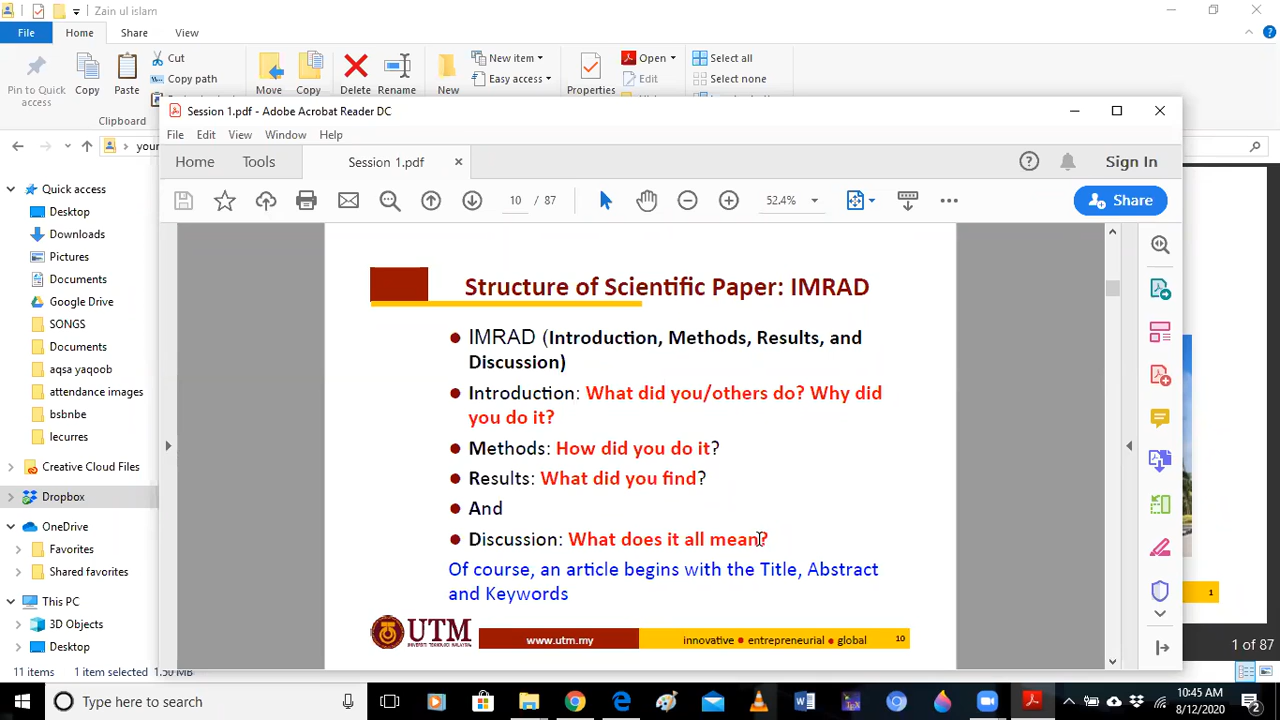 Zain ul islam
File Home Share View
Pin to Quick access
Copy
Paste
Cut
Copy path
Move
Copy
Delete
Rename
New
New item
Easy access
Properties
Open
Edit
Select all
Select none
Clipboard
Session 1.pdf - Adobe Acrobat Reader DC
File Edit View Window Help
Home Tools Session 1.pdf
Sign In
10 / 87 52.4% Share
Quick access
Desktop
Downloads
Pictures
Documents
Google Drive
SONGS
Documents
aqsa yaqoob
attendance images
bsbnbe
lecurres
Creative Cloud Files
Dropbox
OneDrive
Favorites
Shared favorites
This PC
3D Objects
Desktop
11 items 1 item selected 1.50 MB
Structure of Scientific Paper: IMRAD
IMRAD (Introduction, Methods, Results, and
Discussion)
Introduction: What did you/others do? Why did
you do it?
Methods: How did you do it?
Results: What did you find?
And
Discussion: What does it all mean?
Of course, an article begins with the Title, Abstract
and Keywords
UTM
UNIVERSITI TEKNOLOGI MALAYSIA
www.utm.my innovative ● entrepreneurial ● global 10
1
1 of 87
Type here to search
10:45 AM
8/12/2020
2